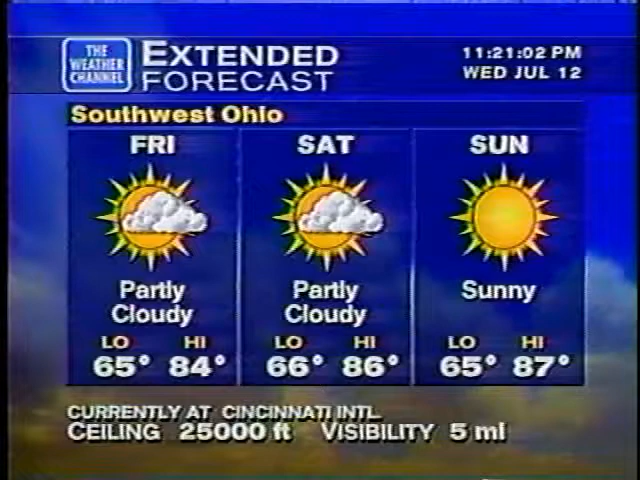 THE
WEATHER
CHANNEL
EXTENDED
FORECAST
11:21:02 PM
WED JUL 12
Southwest Ohio
FRI SAT SUN
Partly Cloudy
Partly Cloudy
Sunny
LO HI LO HI LO HI
65° 84° 66° 86° 65° 87°
CURRENTLY AT CINCINNATI INTL.
CEILING 25000 ft VISIBILITY 5 mi